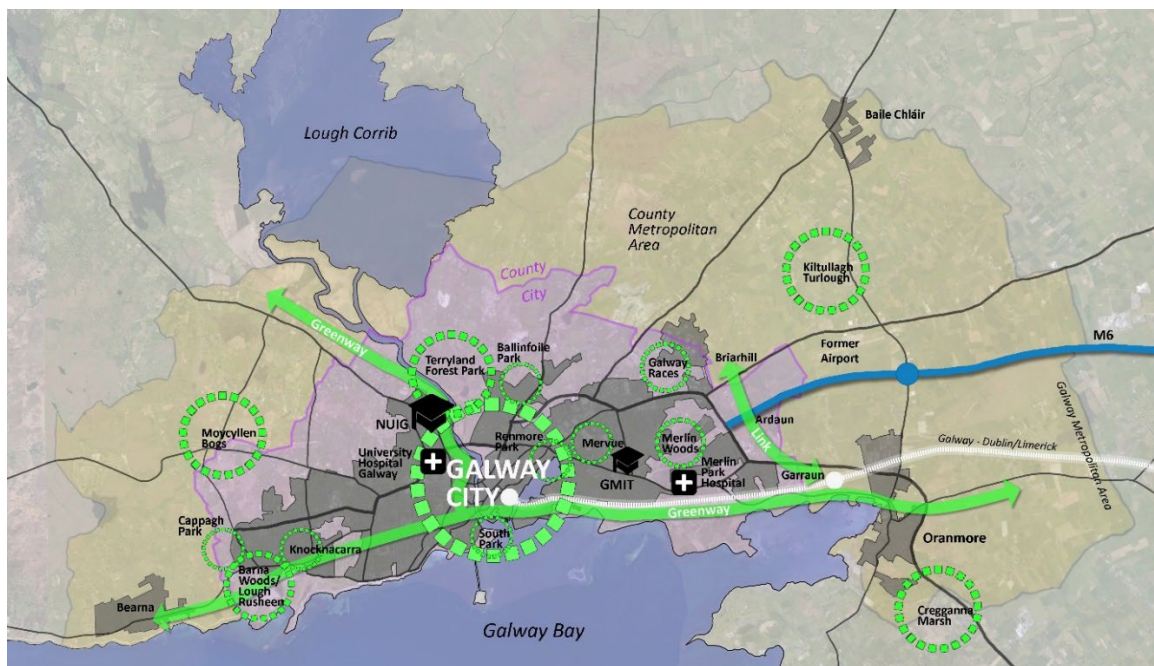 Baile Chláir
Lough Corrib
County
Metropolitan
Area
Kiltullagh
Turlough
County
City
Greenway
Former
Airport
M6
Ballinfoile
Park
Terryland
Forest Park
Galway
Races
Briarhill
Galway Metropolitan Area
Moycyllen
Bogs
NUIG
Renmore
Park
Mervue
Merlin
Woods
Link
Ardaun
Galway - Dublin/Limerick
University
Hospital
Galway
GALWAY
CITY
GMIT
Merlin
Park
Hospital
Garraun
Greenway
Cappagh
Park
Knocknacarra
South
Park
Oranmore
Barna
Woods/
Lough
Rusheen
Bearna
Creganna
Marsh
Galway Bay